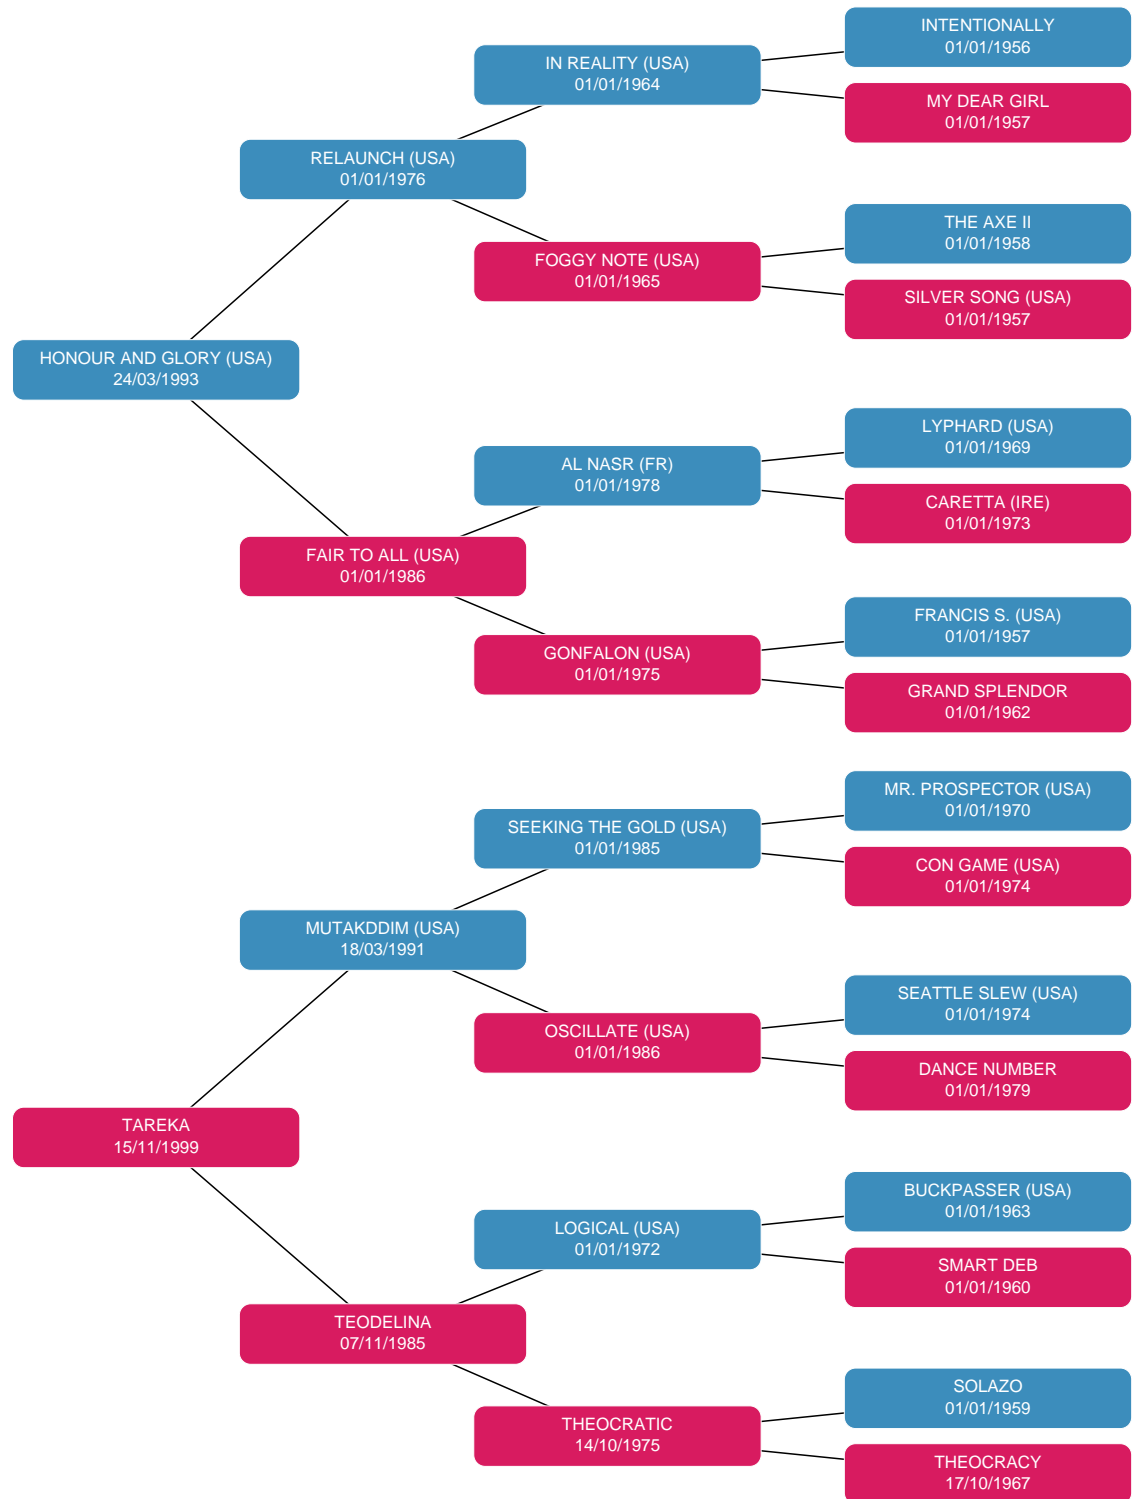 INTENTIONALLY
01/01/1956
IN REALITY (USA)
01/01/1964
MY DEAR GIRL
01/01/1957
RELAUNCH (USA)
01/01/1976
THE AXE II
01/01/1958
FOGGY NOTE (USA)
01/01/1965
SILVER SONG (USA)
01/01/1957
HONOUR AND GLORY (USA)
24/03/1993
LYPHARD (USA)
01/01/1969
AL NASR (FR)
01/01/1978
CARETTA (IRE)
01/01/1973
FAIR TO ALL (USA)
01/01/1986
FRANCIS S. (USA)
01/01/1957
GONFALON (USA)
01/01/1975
GRAND SPLENDOR
01/01/1962
MR. PROSPECTOR (USA)
01/01/1970
SEEKING THE GOLD (USA)
01/01/1985
CON GAME (USA)
01/01/1974
MUTAKDDIM (USA)
18/03/1991
SEATTLE SLEW (USA)
01/01/1974
OSCILLATE (USA)
01/01/1986
DANCE NUMBER
01/01/1979
TAREKA
15/11/1999
BUCKPASSER (USA)
01/01/1963
LOGICAL (USA)
01/01/1972
SMART DEB
01/01/1960
TEODELINA
07/11/1985
SOLAZO
01/01/1959
THEOCRATIC
14/10/1975
THEOCRACY
17/10/1967